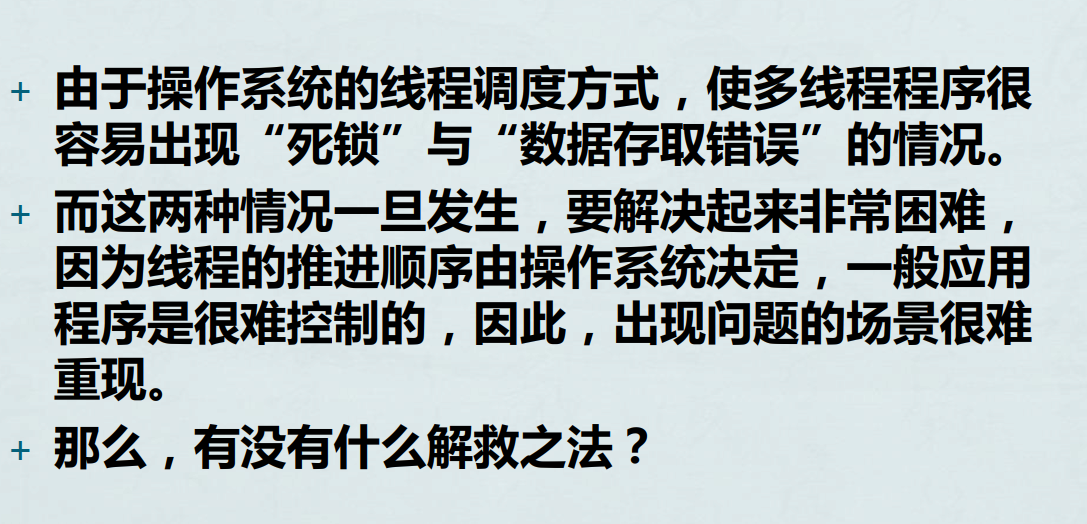 + 由于操作系统的线程调度方式，使多线程程序很
容易出现“死锁”与“数据存取错误”的情况。
+ 而这两种情况一旦发生，要解决起来非常困难，
因为线程的推进顺序由操作系统决定，一般应用
程序是很难控制的，因此，出现问题的场景很难
重现。
+ 那么，有没有什么解救之法？